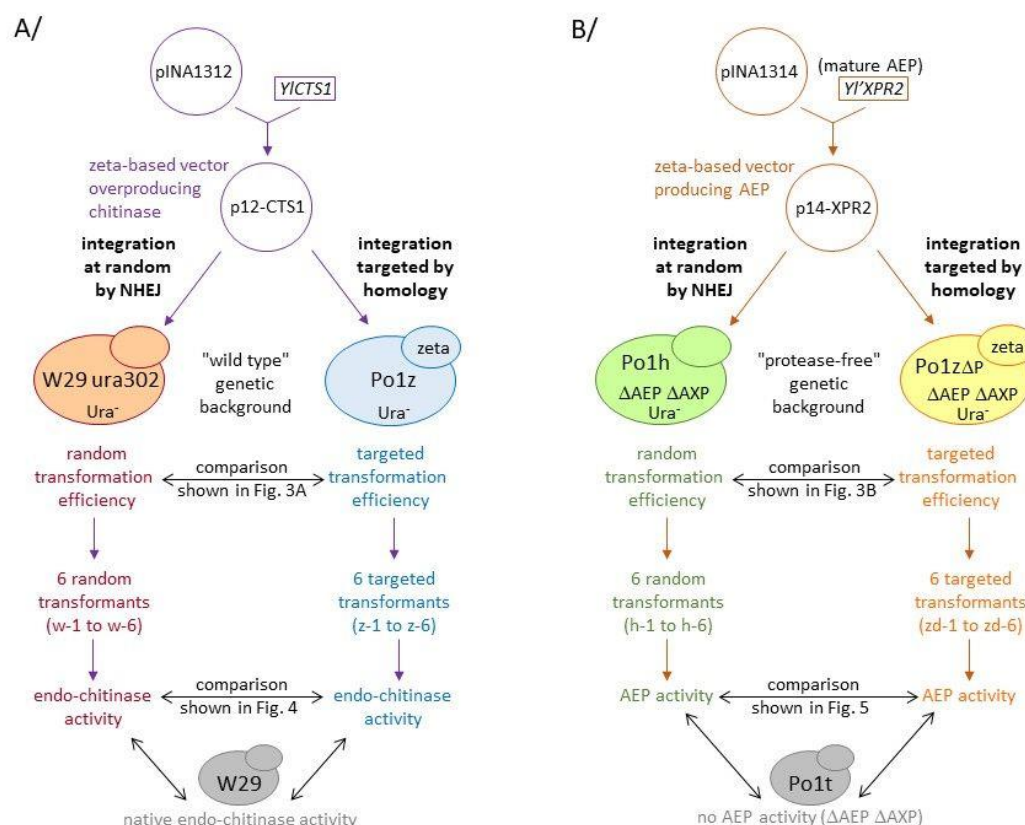 A/
pINA1312
YlCTS1
zeta-based vector
overproducing
chitinase
p12-CTS1
integration
at random
by NHEJ
integration
targeted by
homology
W29 ura302
Ura-
"wild type"
genetic
background
zeta
Po1z
Ura-
random
transformation
efficiency
comparison
shown in Fig. 3A
targeted
transformation
efficiency
6 random
transformants
(w-1 to w-6)
6 targeted
transformants
(z-1 to z-6)
endo-chitinase
activity
comparison
shown in Fig. 4
endo-chitinase
activity
W29
native endo-chitinase activity
B/
pINA1314
(mature AEP)
Yl'XPR2
zeta-based vector
producing AEP
p14-XPR2
integration
at random
by NHEJ
integration
targeted by
homology
Po1h
ΔAEP ΔAXP
Ura-
"protease-free"
genetic
background
zeta
Po1zΔP
ΔAEP ΔAXP
Ura-
random
transformation
efficiency
comparison
shown in Fig. 3B
targeted
transformation
efficiency
6 random
transformants
(h-1 to h-6)
6 targeted
transformants
(zd-1 to zd-6)
AEP activity
comparison
shown in Fig. 5
AEP activity
Po1t
no AEP activity (ΔAEP ΔAXP)